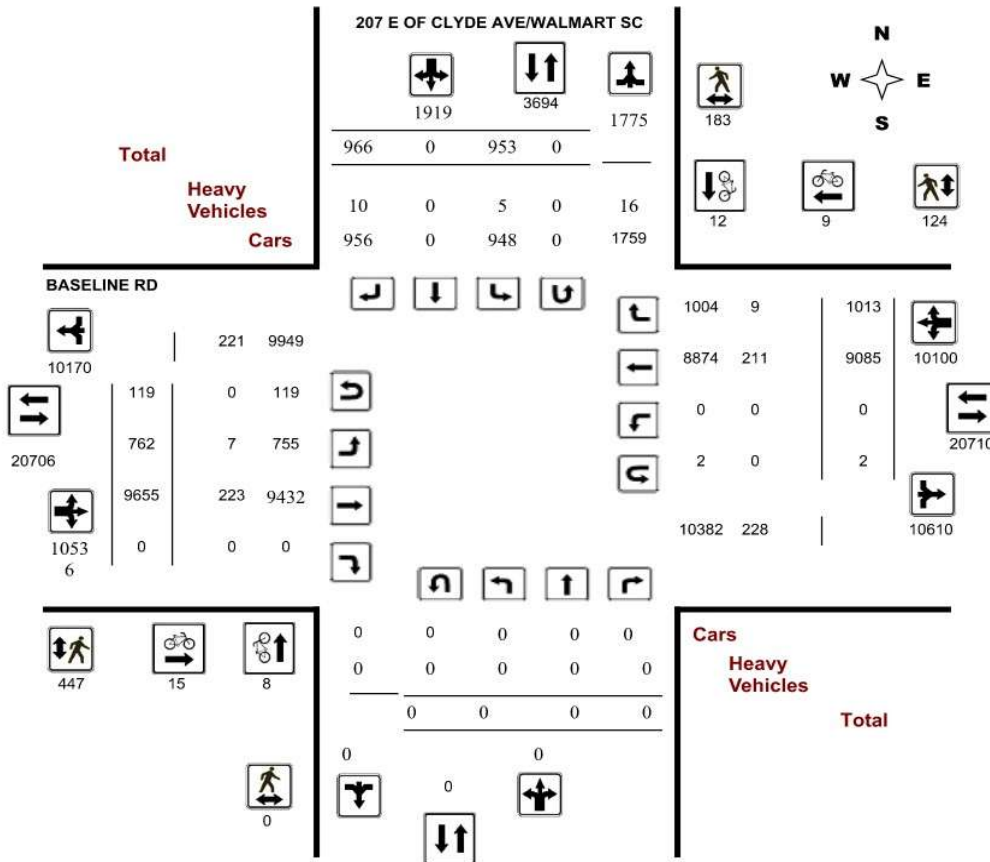 207 E OF CLYDE AVE/WALMART SC
N
W E
S
1919
3694
1775
183
Total
966 0 953 0
Heavy
Vehicles
10 0 5 0 16
Cars
956 0 948 0 1759
12
9
124
BASELINE RD
10170
221 9949
119 0 119
20706
762 7 755
9655 223 9432
1053
6
0 0 0
1004 9 1013
10100
8874 211 9085
0 0 0
20710
2 0 2
10382 228
10610
447
15
8
0
0 0 0 0 0
0 0 0 0 0
0 0 0 0
0
0
0
Cars
Heavy
Vehicles
Total